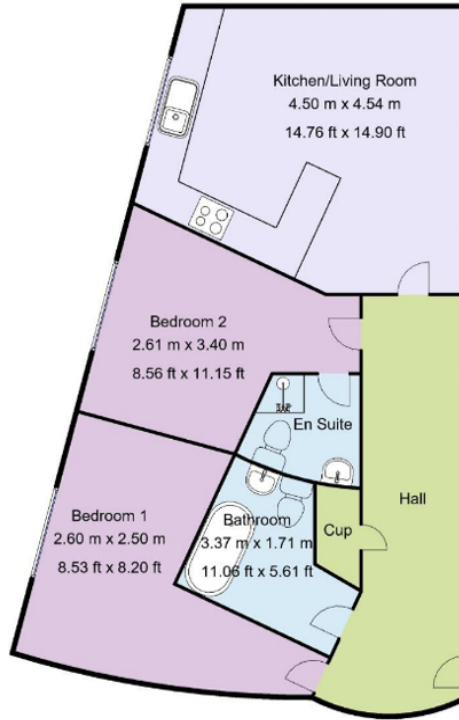 Kitchen/Living Room
4.50 m x 4.54 m
14.76 ft x 14.90 ft
Bedroom 2
2.61 m x 3.40 m
8.56 ft x 11.15 ft
En Suite
Bedroom 1
2.60 m x 2.50 m
8.53 ft x 8.20 ft
Bathroom
3.37 m x 1.71 m
11.06 ft x 5.61 ft
Cup
Hall